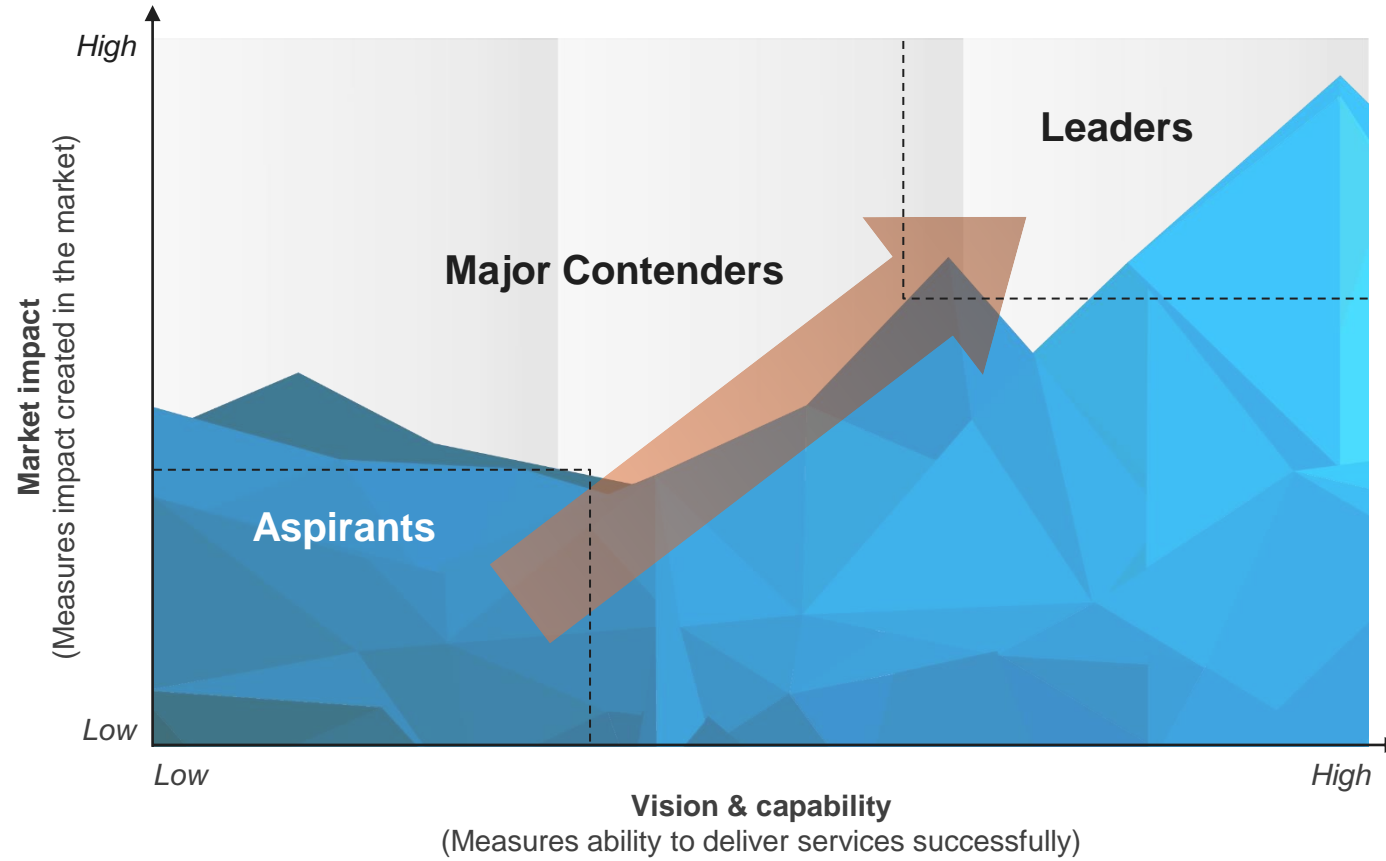 High
Leaders
Major Contenders
Market impact
(Measures impact created in the market)
Aspirants
Low
Low
High
Vision & capability
(Measures ability to deliver services successfully)